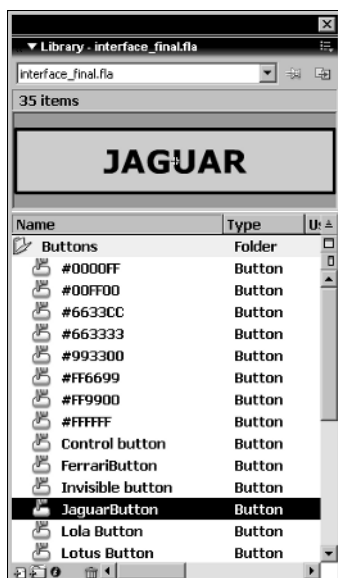 ▼ Library - interface_final.fla
interface_final.fla
35 items
JAGUAR
Name Type U
Buttons Folder
#0000FF Button
#00FF00 Button
#6633CC Button
#663333 Button
#993300 Button
#FF6699 Button
#FF9900 Button
#FFFFFF Button
Control button Button
FerrariButton Button
Invisible button Button
JaguarButton Button
Lola Button Button
Lotus Button Button